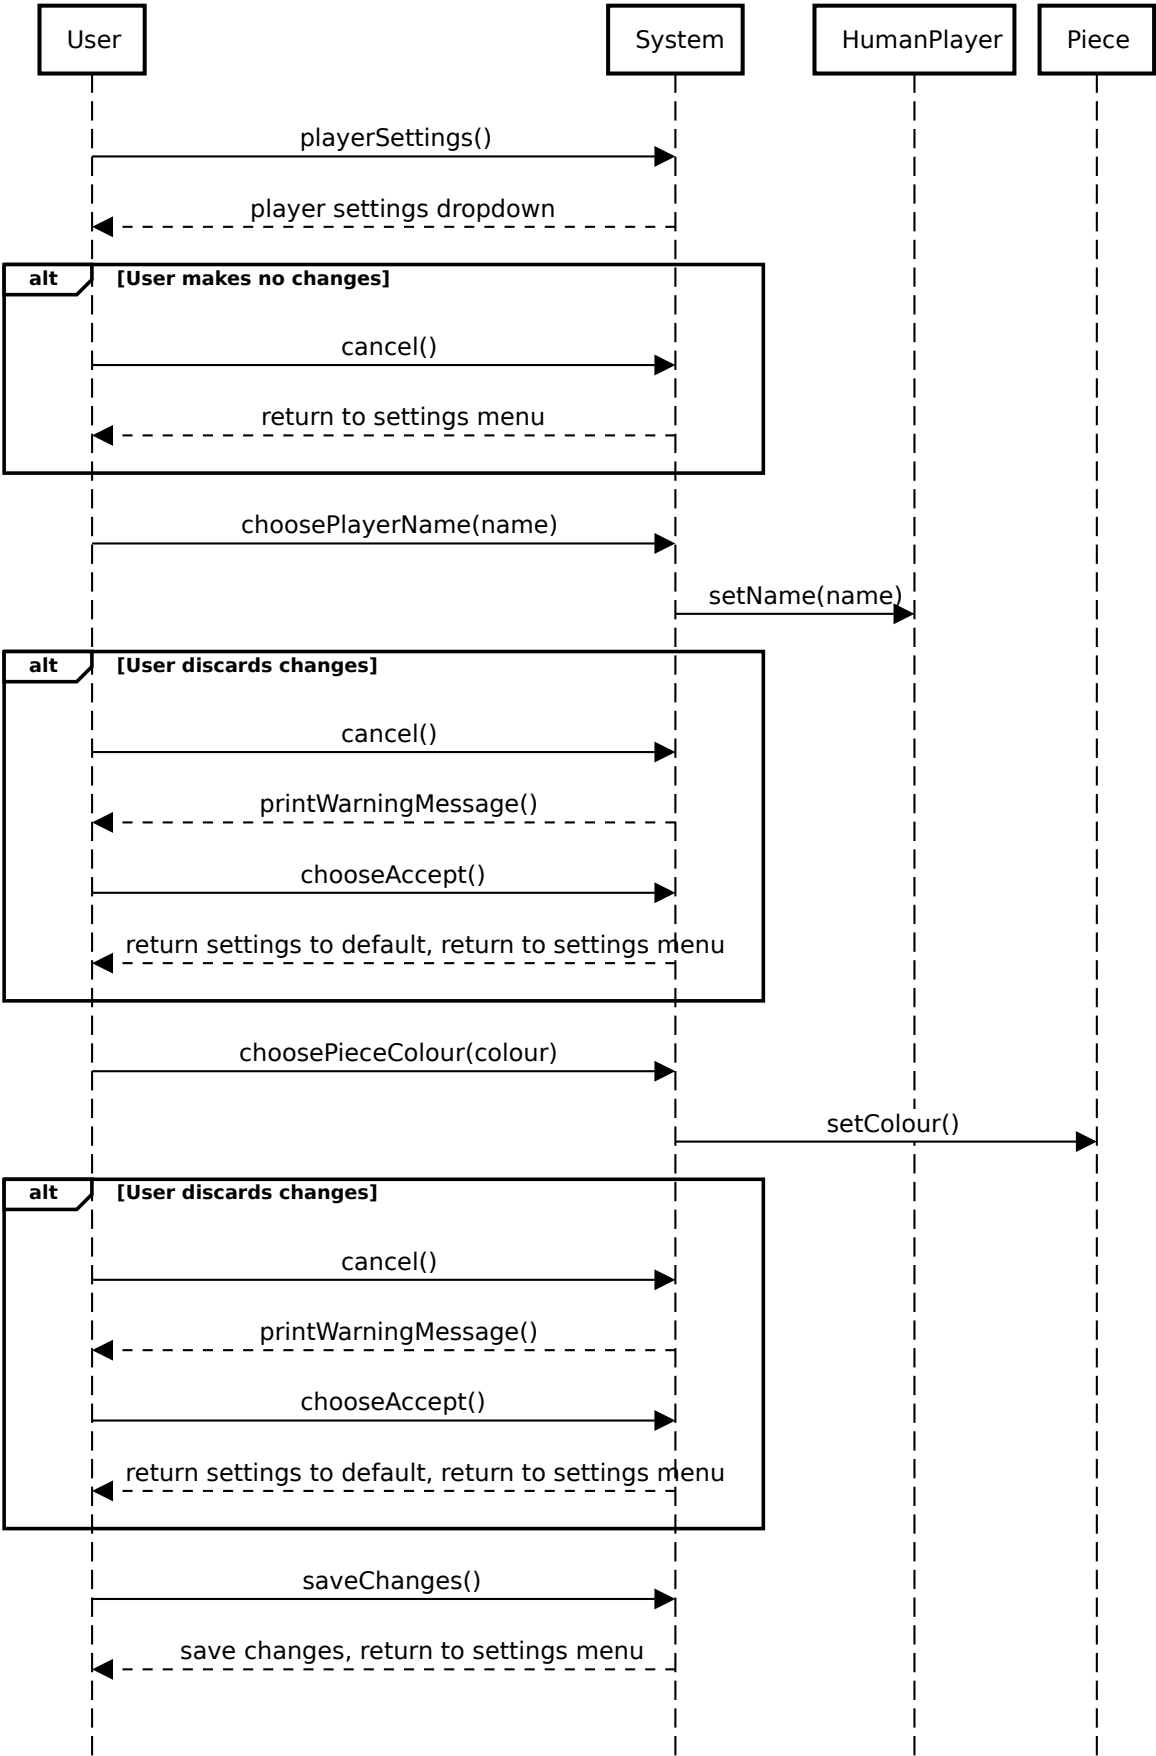 User
System
HumanPlayer
Piece
playerSettings()
player settings dropdown
alt
[User makes no changes]
cancel()
return to settings menu
choosePlayerName(name)
setName(name)
alt
[User discards changes]
cancel()
printWarningMessage()
chooseAccept()
return settings to default, return to settings menu
choosePieceColour(colour)
setColour()
alt
[User discards changes]
cancel()
printWarningMessage()
chooseAccept()
return settings to default, return to settings menu
saveChanges()
save changes, return to settings menu